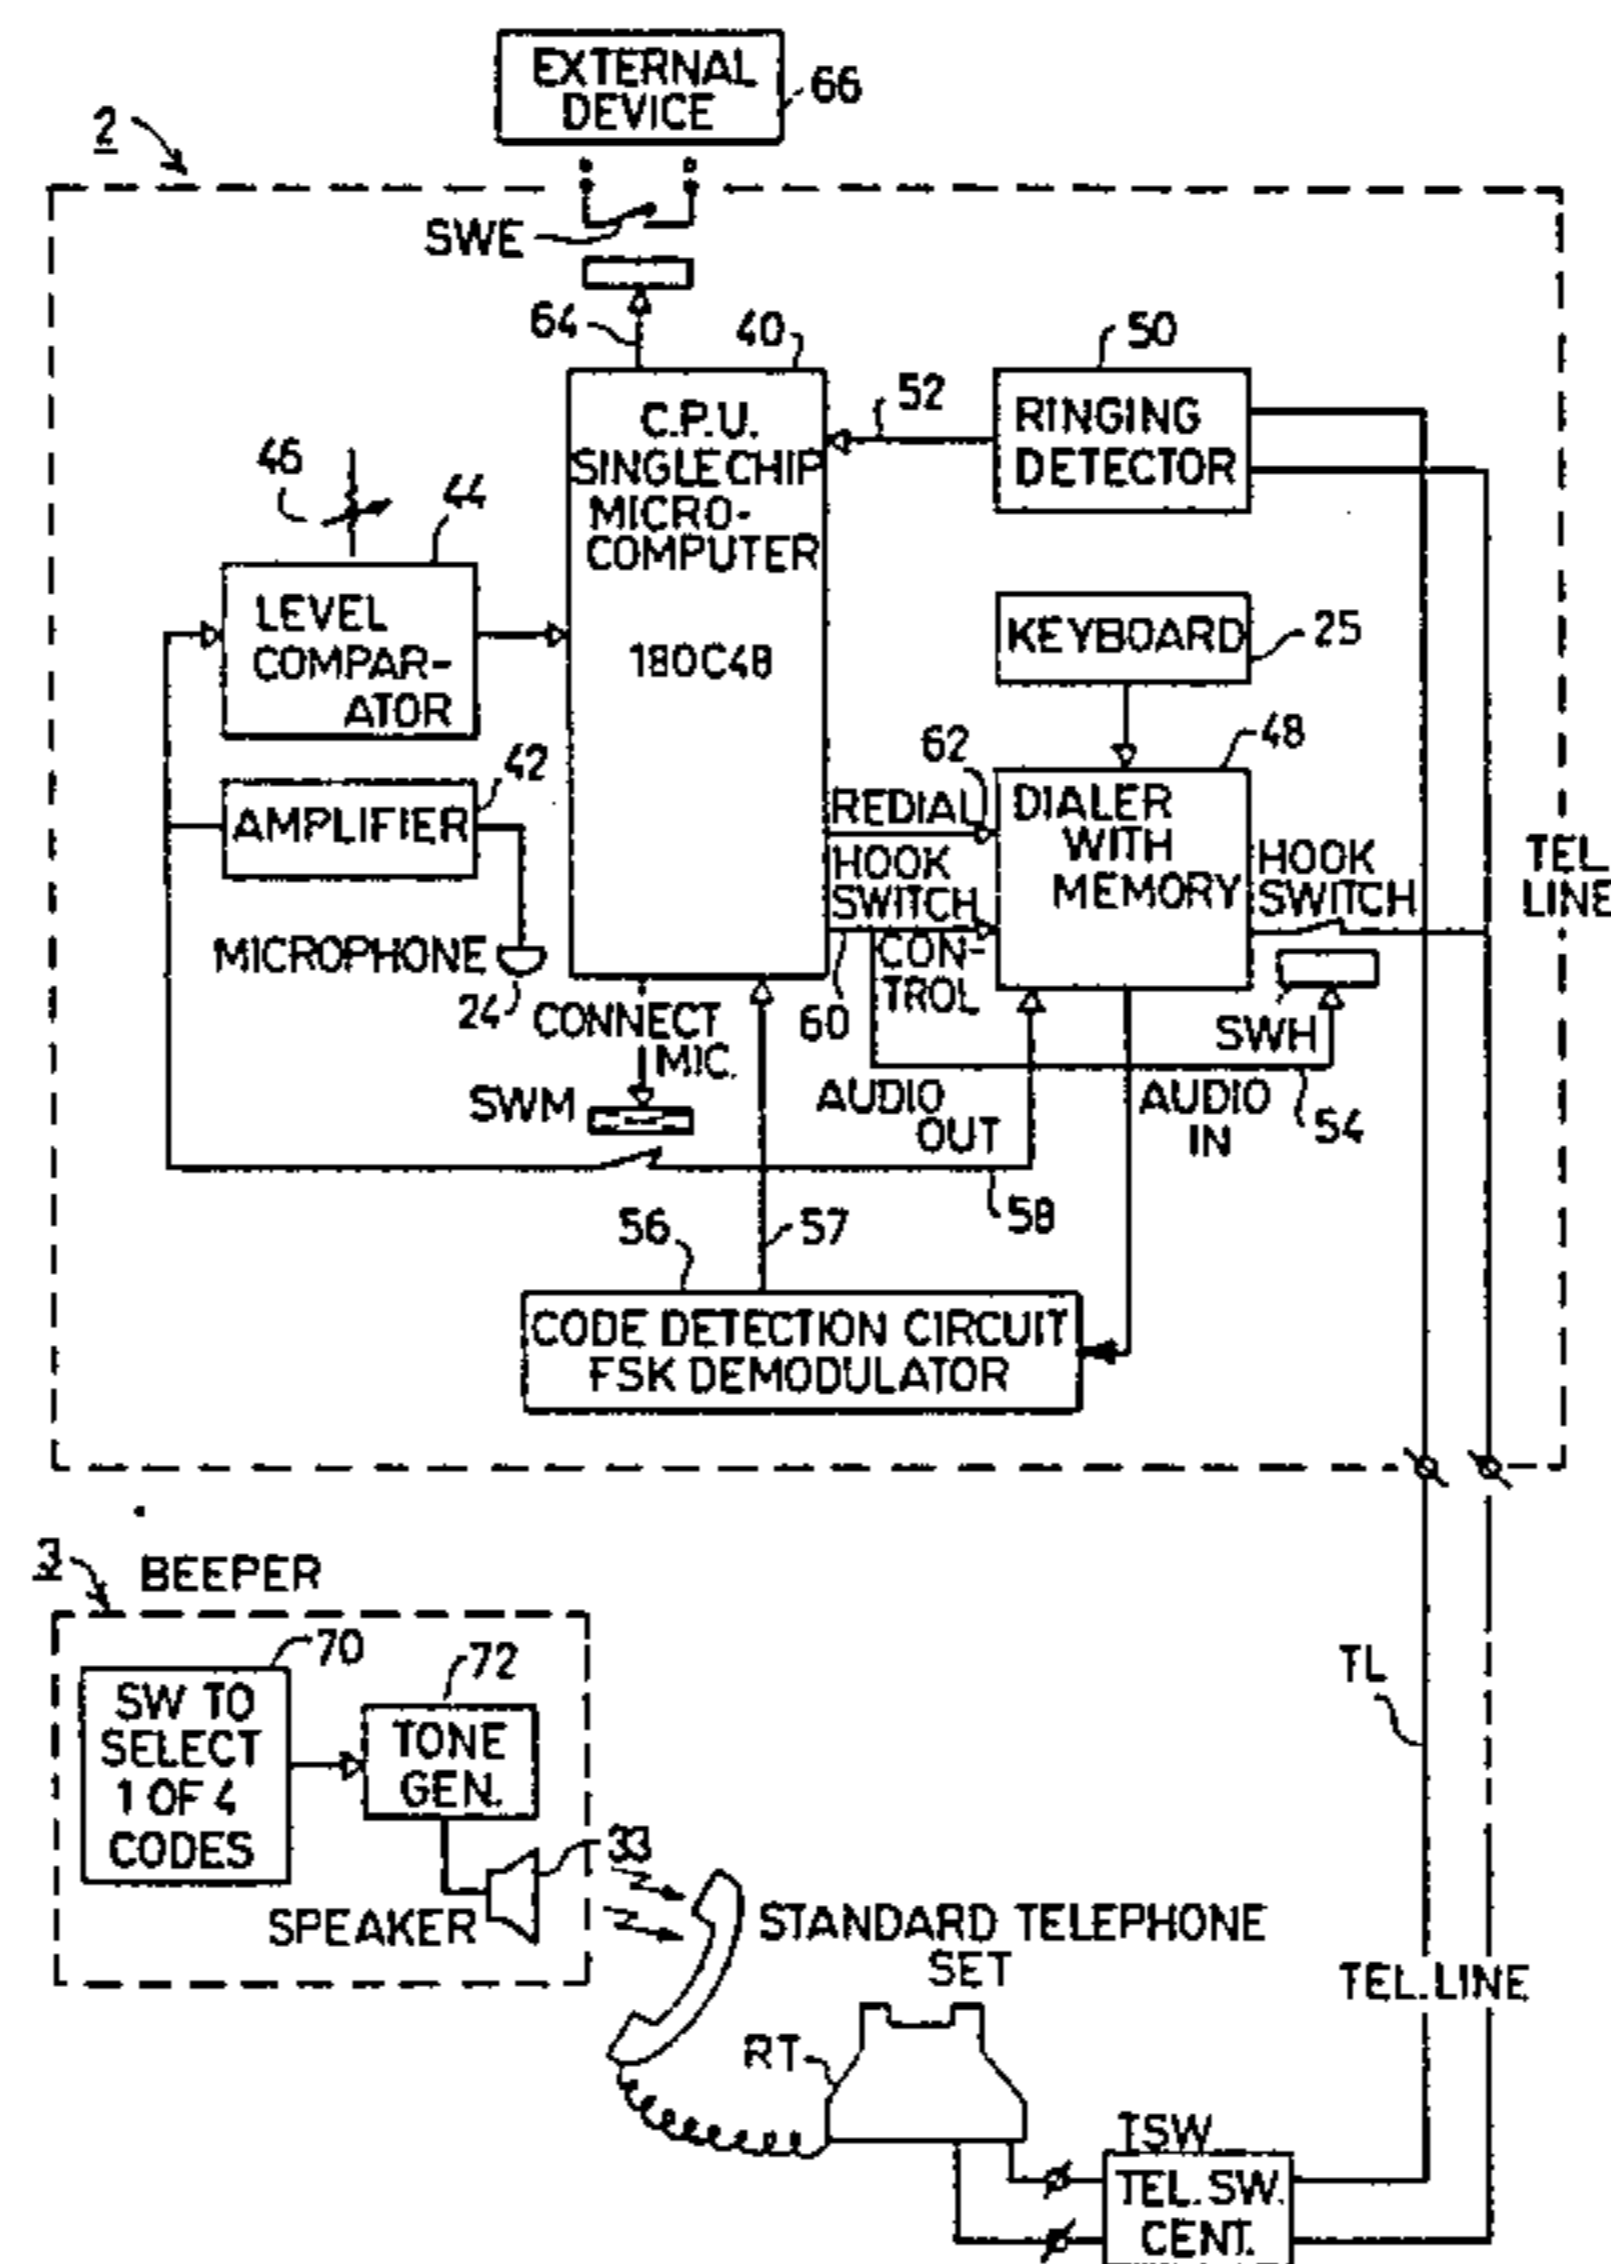 EXTERNAL
DEVICE
66
2
SWE
64
40
50
52
C.P.U.
SINGLE CHIP
MICRO-
COMPUTER
180C48
RINGING
DETECTOR
46
44
LEVEL
COMPAR-
ATOR
KEYBOARD
25
42
AMPLIFIER
62
48
REDIAL
DIALER
WITH
MEMORY
HOOK
SWITCH
CON-
TROL
HOOK
SWITCH
TEL.
LINE
MICROPHONE
24
CONNECT
MIC.
60
SWH
SWM
AUDIO
OUT
AUDIO
IN
54
58
56
57
CODE DETECTION CIRCUIT
FSK DEMODULATOR
3
BEEPER
70
72
SW TO
SELECT
1 OF 4
CODES
TONE
GEN.
33
SPEAKER
TL
STANDARD TELEPHONE
SET
TEL. LINE
RT
TSW
TEL. SW.
CENT.